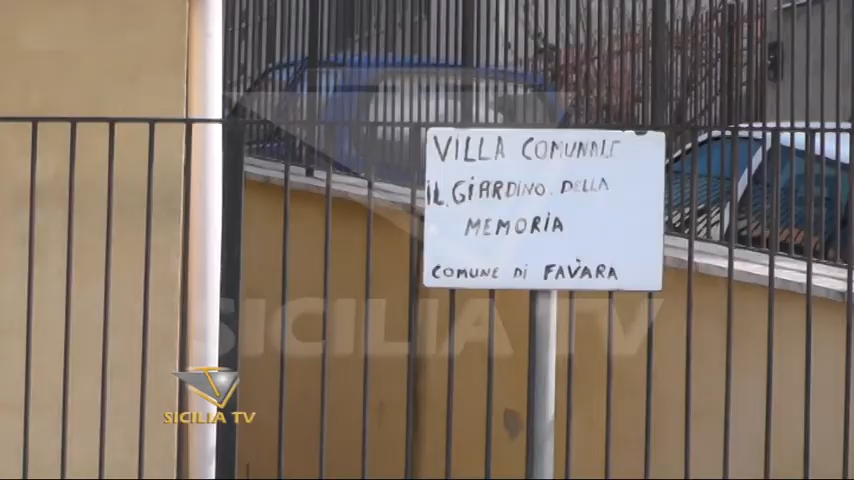 VILLA COMUNALE
IL GIARDINO DELLA
MEMORIA
COMUNE DI FAVARA
SICILIA TV
SICILIA TV